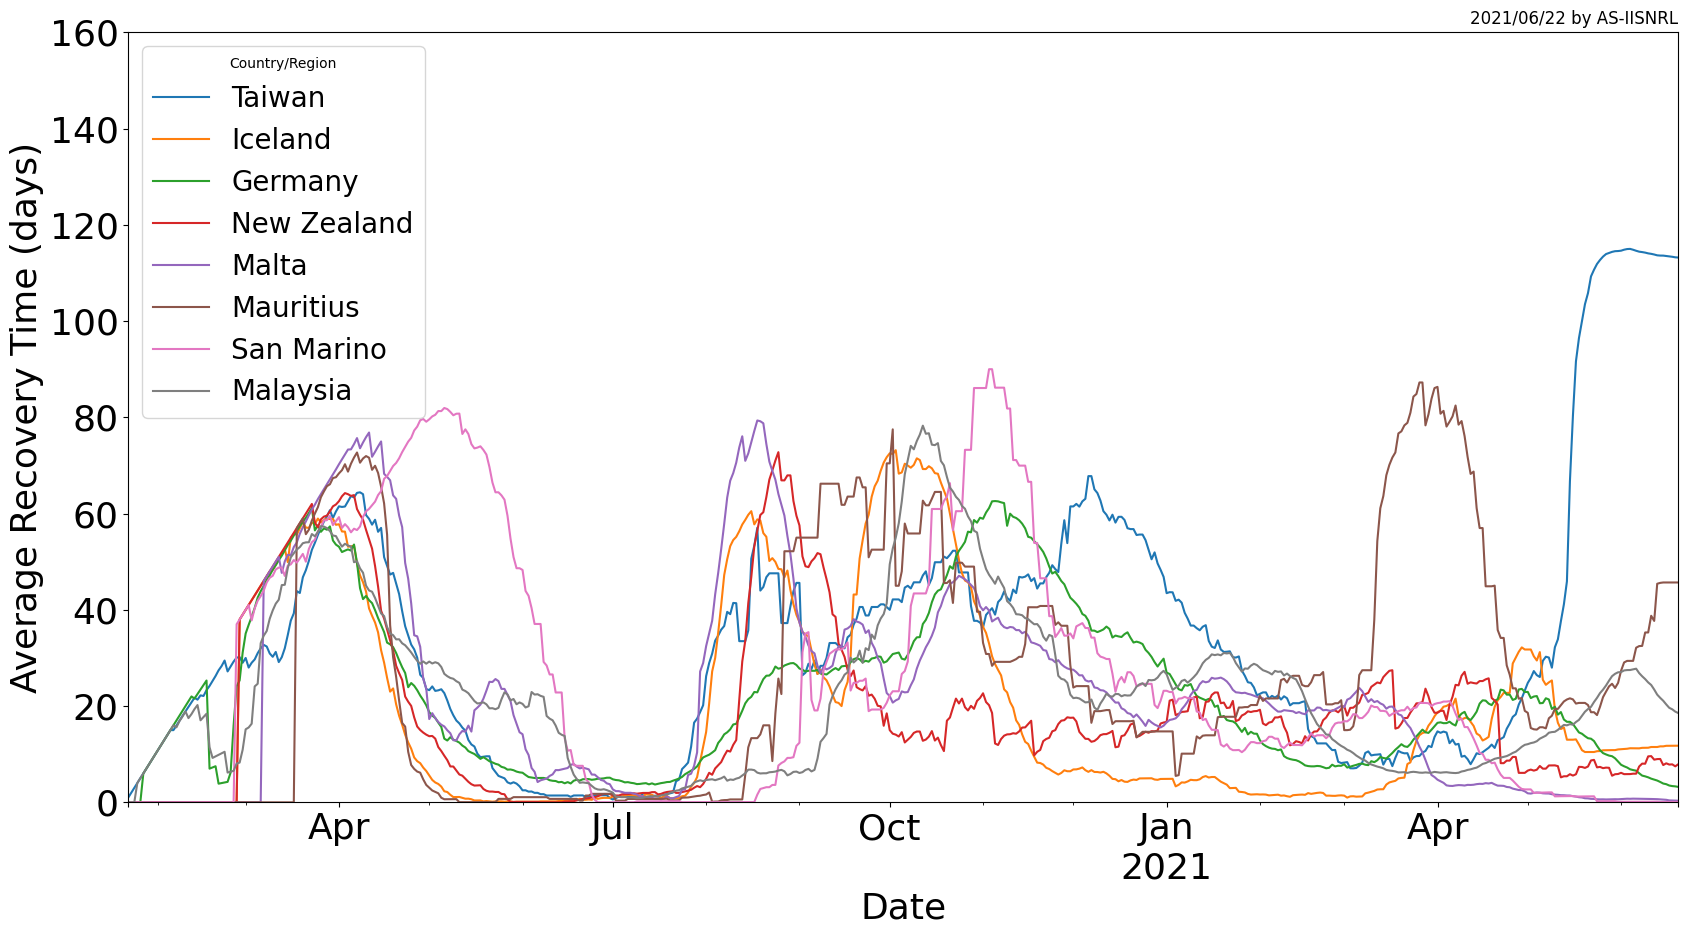 2021/06/22 by AS-IISNRL
Average Recovery Time (days)
160
140
120
100
80
60
40
20
0
Country/Region
Taiwan
Iceland
Germany
New Zealand
Malta
Mauritius
San Marino
Malaysia
Apr
Jul
Oct
Jan
2021
Apr
Date